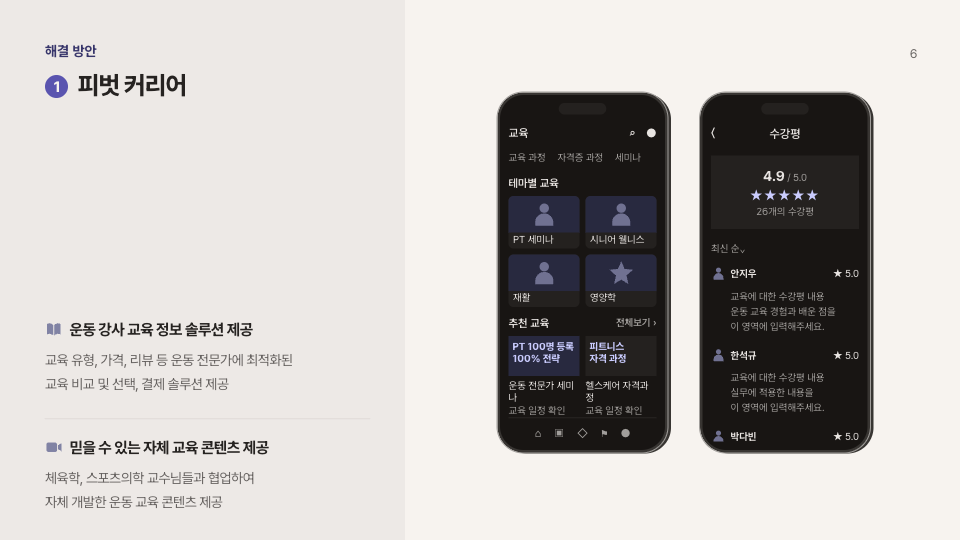 해결 방안
1 피벗 커리어
운동 강사 교육 정보 솔루션 제공
교육 유형, 가격, 리뷰 등 운동 전문가에 최적화된
교육 비교 및 선택, 결제 솔루션 제공
믿을 수 있는 자체 교육 콘텐츠 제공
체육학, 스포츠의학 교수님들과 협업하여
자체 개발한 운동 교육 콘텐츠 제공
6
교육
교육 과정 자격증 과정 세미나
테마별 교육
PT 세미나 시니어 웰니스
재활 영양학
추천 교육 전체보기 ›
PT 100명 등록
100% 전략
피트니스
자격 과정
운동 전문가 세미
나
교육 일정 확인
헬스케어 자격과
정
교육 일정 확인
수강평
4.9 / 5.0
★★★★★
26개의 수강평
최신 순
안지우 ★ 5.0
교육에 대한 수강평 내용
운동 교육 경험과 배운 점을
이 영역에 입력해주세요.
한석규 ★ 5.0
교육에 대한 수강평 내용
실무에 적용한 내용을
이 영역에 입력해주세요.
박다빈 ★ 5.0